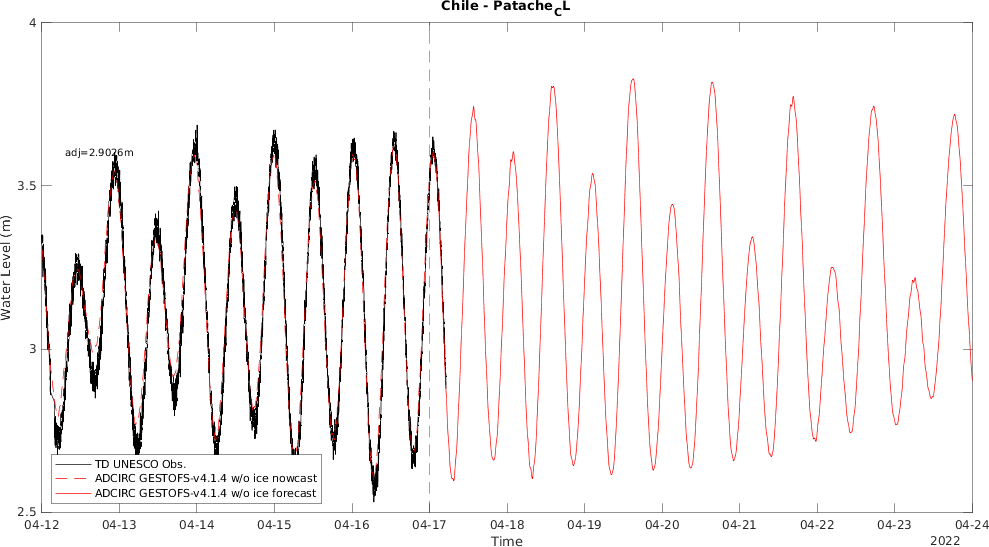 Chile - Patache_CL
4
3.5
3
2.5
Water Level (m)
adj=2.9026m
TD UNESCO Obs.
ADCIRC GESTOFS-v4.1.4 w/o ice nowcast
ADCIRC GESTOFS-v4.1.4 w/o ice forecast
04-12 04-13 04-14 04-15 04-16 04-17 04-18 04-19 04-20 04-21 04-22 04-23 04-24
Time
2022